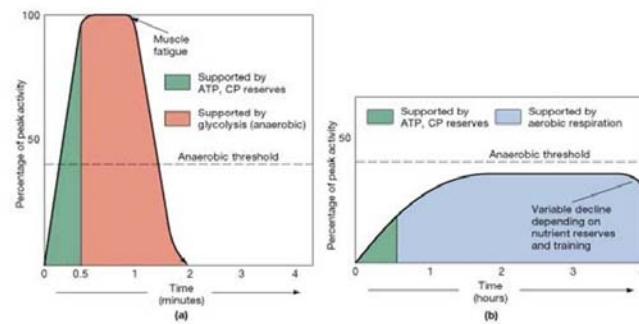 Percentage of peak activity
100
50
Muscle
fatigue
Supported by
ATP, CP reserves
Supported by
glycolysis (anaerobic)
Anaerobic threshold
0
0.5
1
2
3
4
Time
(minutes)
(a)
Percentage of peak activity
50
Supported by
ATP, CP reserves
Supported by
aerobic respiration
Anaerobic threshold
Variable decline
depending on
nutrient reserves
and training
0
1
2
3
Time
(hours)
(b)